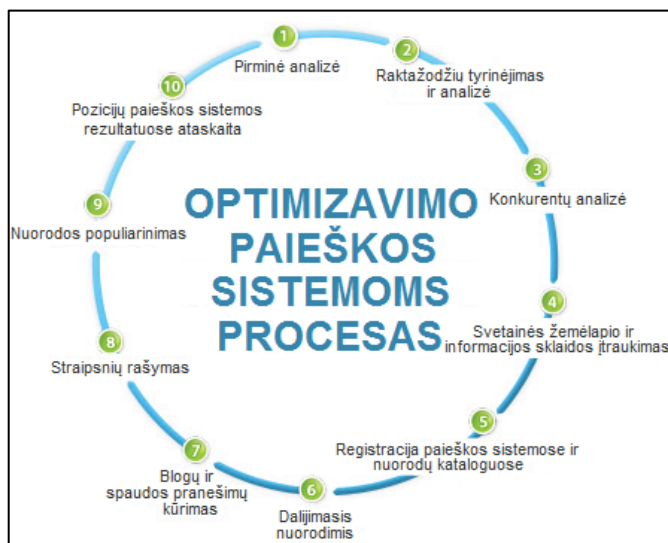 OPTIMIZAVIMO
PAIEŠKOS
SISTEMOMS
PROCESAS
1
Pirminė analizė
2
Raktažodžių tyrinėjimas
ir analizė
3
Konkurentų analizė
4
Svetainės žemėlapio ir
informacijos sklaidos įtraukimas
5
Registracija paieškos sistemose ir
nuorodų kataloguose
6
Dalijimasis
nuorodimis
7
Blogų ir
spaudos pranešimų
kūrimas
8
Straipsnių rašymas
9
Nuorodos populiarinimas
10
Pozicijų paieškos sistemos
rezultatuose ataskaita